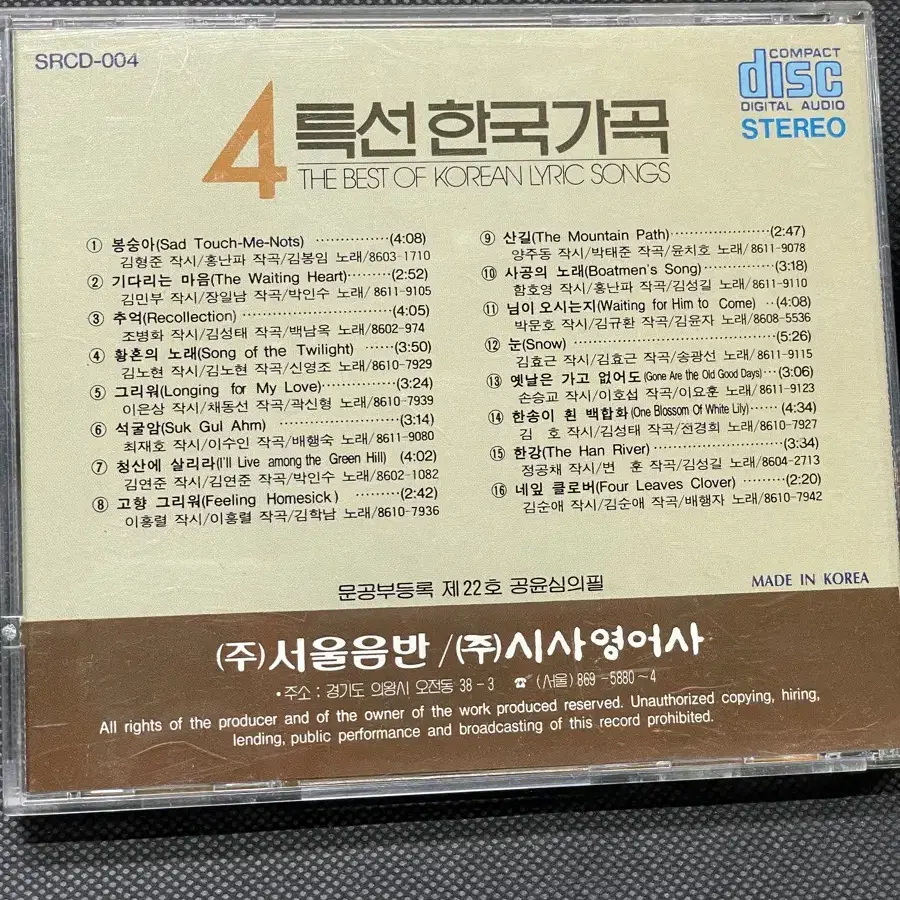 SRCD-004
COMPACT
disc
DIGITAL AUDIO
STEREO
4 특선 한국가곡
THE BEST OF KOREAN LYRIC SONGS
① 봉숭아(Sad Touch-Me-Nots) ···············(4:08)
김형준 작시/홍난파 작곡/김봉임 노래/8603-1710
② 기다리는 마음(The Waiting Heart)·········(2:52)
김민부 작시/장일남 작곡/박인수 노래/8611-9105
③ 추억(Recollection) ························(4:05)
조병화 작시/김성태 작곡/백남옥 노래/8602-974
④ 황혼의 노래(Song of the Twilight) ······(3:50)
김노현 작시/김노현 작곡/신영조 노래/8610-7929
⑤ 그리워(Longing for My Love)·············(3:24)
이은상 작시/채동선 작곡/곽신형 노래/8610-7939
⑥ 석굴암(Suk Gul Ahm) ···················(3:14)
최재호 작시/이수인 작곡/배행숙 노래/8611-9080
⑦ 청산에 살리라(I'll Live among the Green Hill) (4:02)
김연준 작시/김연준 작곡/박인수 노래/8602-1082
⑧ 고향 그리워(Feeling Homesick) ··········(2:42)
이홍렬 작시/이홍렬 작곡/김학남 노래/8610-7936
⑨ 산길(The Mountain Path) ················(2:47)
양주동 작시/박태준 작곡/윤치호 노래/8611-9078
⑩ 사공의 노래(Boatmen's Song)·············(3:18)
함호영 작시/홍난파 작곡/김성길 노래/8611-9110
⑪ 님이 오시는지(Waiting for Him to Come) ··(4:08)
박문호 작시/김규환 작곡/김윤자 노래/8608-5536
⑫ 눈(Snow) ································(5:26)
김효근 작시/김효근 작곡/송광선 노래/8611-9115
⑬ 옛날은 가고 없어도(Gone Are the Old Good Days)··(3:06)
손승교 작시/이호섭 작곡/이요훈 노래/8611-9123
⑭ 한송이 흰 백합화(One Blossom Of White Lily)······(4:34)
김 호 작시/김성태 작곡/전경희 노래/8610-7927
⑮ 한강(The Han River)······················(3:34)
정공채 작시/변 훈 작곡/김성길 노래/8604-2713
⑯ 네잎 클로버(Four Leaves Clover) ·········(2:20)
김순애 작시/김순애 작곡/배행자 노래/8610-7942
문공부등록 제22호 공윤심의필
MADE IN KOREA
(주)서울음반/(주)시사영어사
•주소 : 경기도 의왕시 오전동 38-3 ☎ (서울) 869-5880~4
All rights of the producer and of the owner of the work produced reserved. Unauthorized copying, hiring,
lending, public performance and broadcasting of this record prohibited.